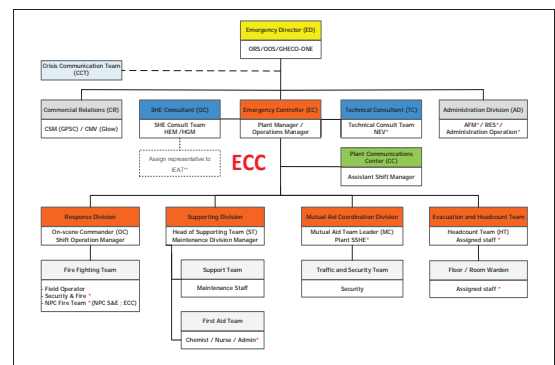 Emergency Director (ED)
ORS/OOS/GHECO-ONE
Crisis Communication Team
(CCT)
Commercial Relations (CR)
CSM (GPSC) / CMV (Glow)
SHE Consultant (QC)
SHE Consult Team
HEM /HGM
Assign representative to
IEAT**
Emergency Controller (EC)
Plant Manager /
Operations Manager
Technical Consultant (TC)
Technical Consult Team
NEV*
Administration Division (AD)
AFM*/ RES*/
Administration Operation*
ECC
Plant Communications
Center (CC)
Assistant Shift Manager
Response Division
On-scene Commander (OC)
Shift Operation Manager
Fire Fighting Team
- Field Operator
- Security & Fire *
- NPC Fire Team *(NPC S&E ; ECC)
Supporting Division
Head of Supporting Team (ST)
Maintenance Division Manager
Support Team
Maintenance Staff
First Aid Team
Chemist / Nurse / Admin*
Mutual Aid Coordination Division
Mutual Aid Team Leader (MC)
Plant SSHE*
Traffic and Security Team
Security
Evacuation and Headcount Team
Headcount Team (HT)
Assigned staff *
Floor / Room Warden
Assigned staff *